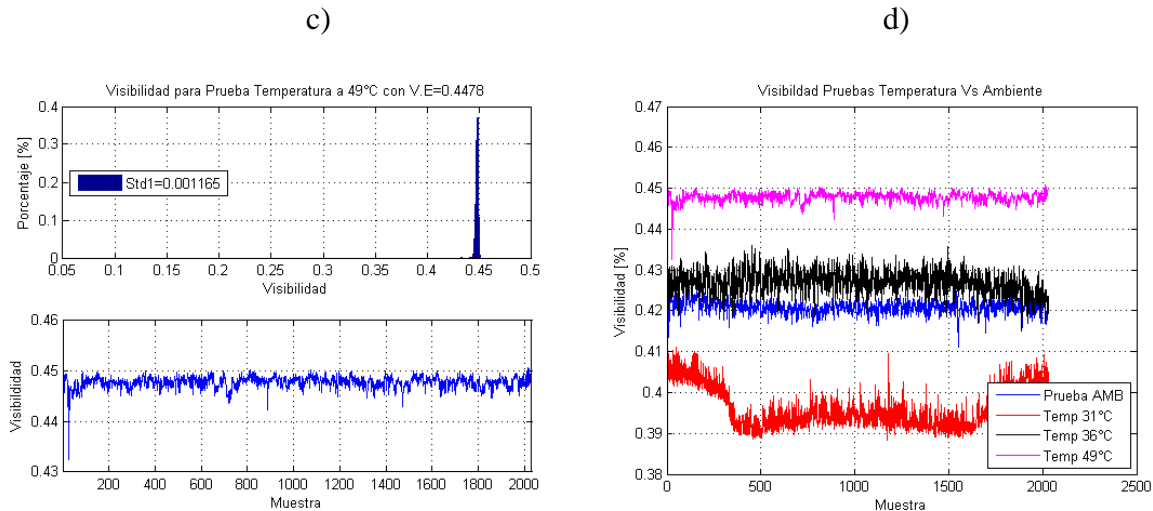 c)
d)
Visibilidad para Prueba Temperatura a 49°C con V.E=0.4478
0.4
0.3
0.2
0.1
0
Porcentaje [%]
Std1=0.001165
0.05 0.1 0.15 0.2 0.25 0.3 0.35 0.4 0.45 0.5
Visibilidad
0.46
0.45
0.44
0.43
Visibilidad
200 400 600 800 1000 1200 1400 1600 1800 2000
Muestra
Visibildad Pruebas Temperatura Vs Ambiente
0.47
0.46
0.45
0.44
0.43
0.42
0.41
0.4
0.39
0.38
Visibilidad [%]
Prueba AMB
Temp 31°C
Temp 36°C
Temp 49°C
0 500 1000 1500 2000 2500
Muestra